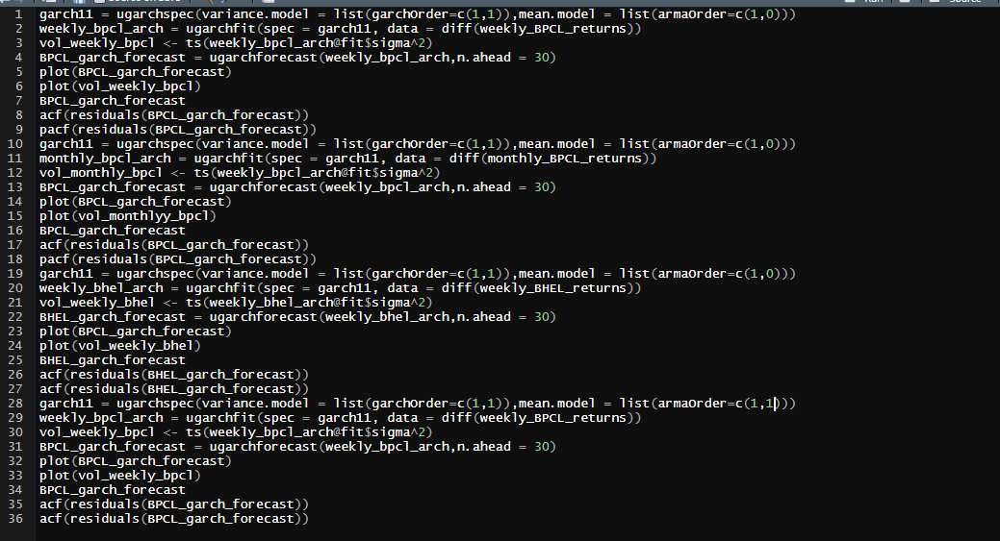 1 garch11 = ugarchspec(variance.model = list(garchOrder=c(1,1)),mean.model = list(armaOrder=c(1,0)))
2 weekly_bpcl_arch = ugarchfit(spec = garch11, data = diff(weekly_BPCL_returns))
3 vol_weekly_bpcl <- ts(weekly_bpcl_arch@fit$sigma^2)
4 BPCL_garch_forecast = ugarchforecast(weekly_bpcl_arch,n.ahead = 30)
5 plot(BPCL_garch_forecast)
6 plot(vol_weekly_bpcl)
7 BPCL_garch_forecast
8 acf(residuals(BPCL_garch_forecast))
9 pacf(residuals(BPCL_garch_forecast))
10 garch11 = ugarchspec(variance.model = list(garchOrder=c(1,1)),mean.model = list(armaOrder=c(1,0)))
11 monthly_bpcl_arch = ugarchfit(spec = garch11, data = diff(monthly_BPCL_returns))
12 vol_monthly_bpcl <- ts(weekly_bpcl_arch@fit$sigma^2)
13 BPCL_garch_forecast = ugarchforecast(weekly_bpcl_arch,n.ahead = 30)
14 plot(BPCL_garch_forecast)
15 plot(vol_monthlyy_bpcl)
16 BPCL_garch_forecast
17 acf(residuals(BPCL_garch_forecast))
18 pacf(residuals(BPCL_garch_forecast))
19 garch11 = ugarchspec(variance.model = list(garchOrder=c(1,1)),mean.model = list(armaOrder=c(1,0)))
20 weekly_bhel_arch = ugarchfit(spec = garch11, data = diff(weekly_BHEL_returns))
21 vol_weekly_bhel <- ts(weekly_bhel_arch@fit$sigma^2)
22 BHEL_garch_forecast = ugarchforecast(weekly_bhel_arch,n.ahead = 30)
23 plot(BPCL_garch_forecast)
24 plot(vol_weekly_bhel)
25 BHEL_garch_forecast
26 acf(residuals(BHEL_garch_forecast))
27 acf(residuals(BHEL_garch_forecast))
28 garch11 = ugarchspec(variance.model = list(garchOrder=c(1,1)),mean.model = list(armaOrder=c(1,1)))
29 weekly_bpcl_arch = ugarchfit(spec = garch11, data = diff(weekly_BPCL_returns))
30 vol_weekly_bpcl <- ts(weekly_bpcl_arch@fit$sigma^2)
31 BPCL_garch_forecast = ugarchforecast(weekly_bpcl_arch,n.ahead = 30)
32 plot(BPCL_garch_forecast)
33 plot(vol_weekly_bpcl)
34 BPCL_garch_forecast
35 acf(residuals(BPCL_garch_forecast))
36 acf(residuals(BPCL_garch_forecast))